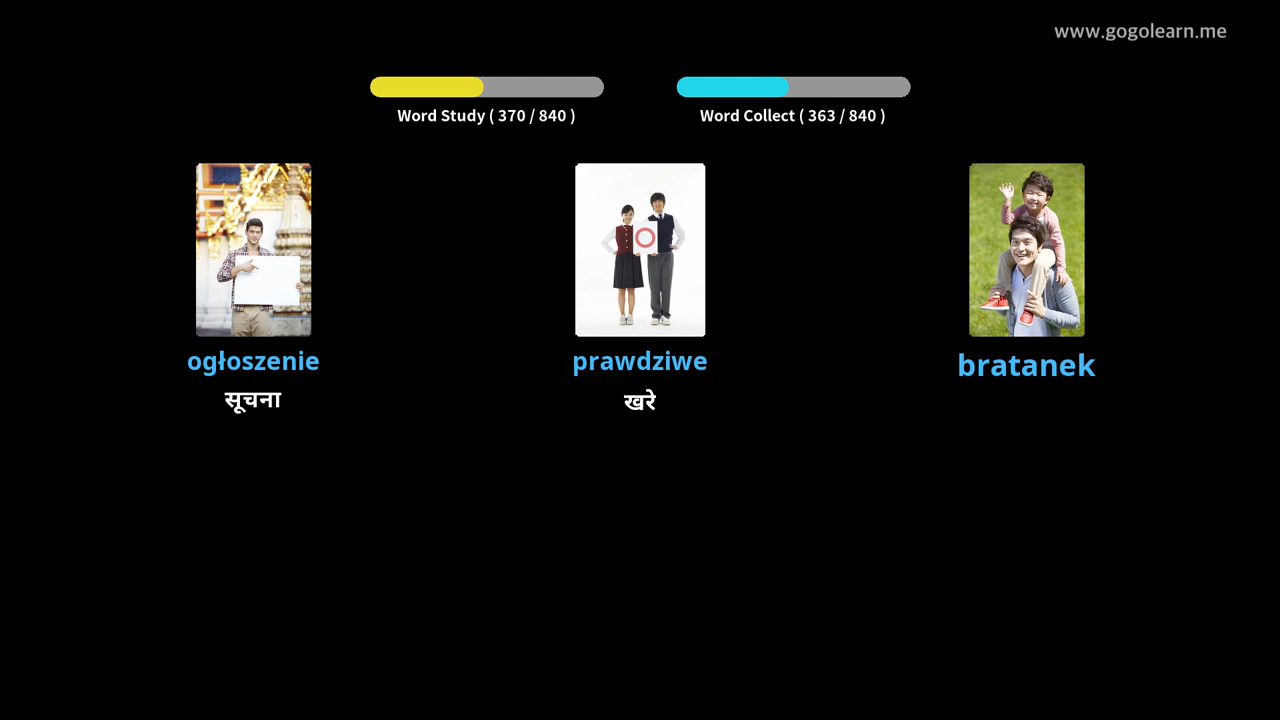 www.gogolearn.me
Word Study ( 370 / 840 )
Word Collect ( 363 / 840 )
ogłoszenie
prawdziwe
bratanek
सूचना
खरे